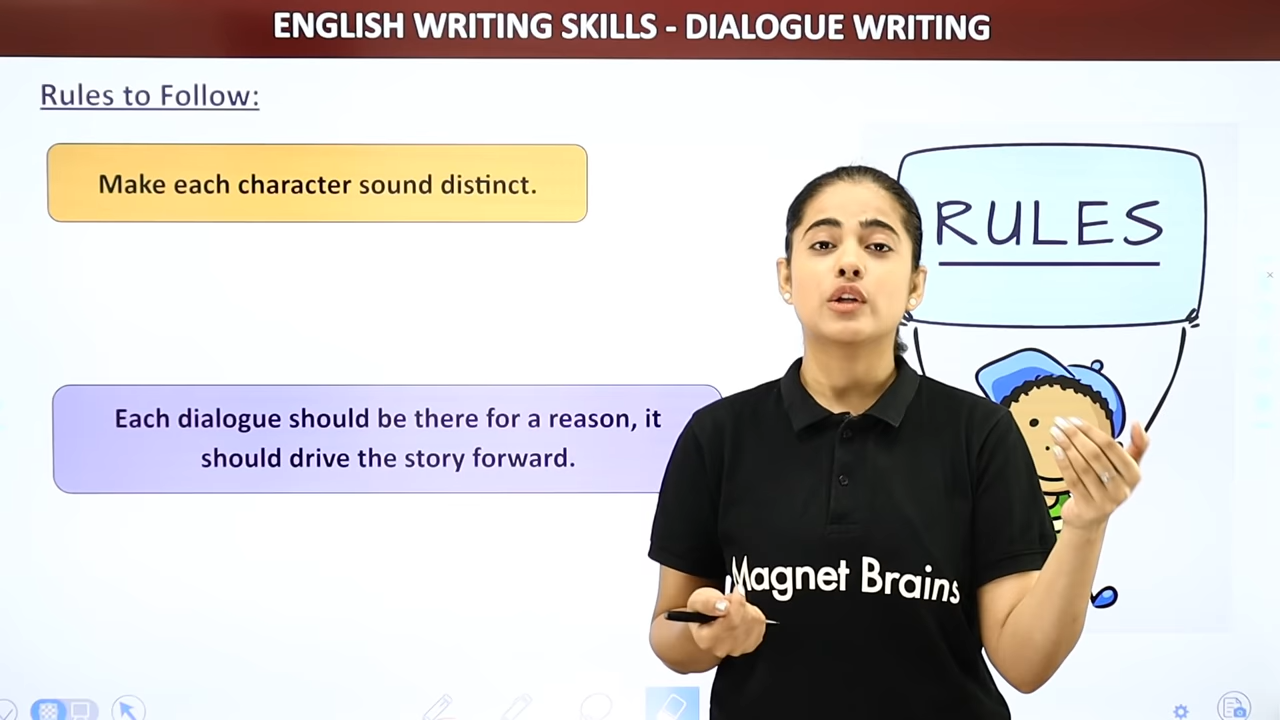 ENGLISH WRITING SKILLS - DIALOGUE WRITING
Rules to Follow:
Make each character sound distinct.
RULES
Each dialogue should be there for a reason, it
should drive the story forward.
Magnet Brains